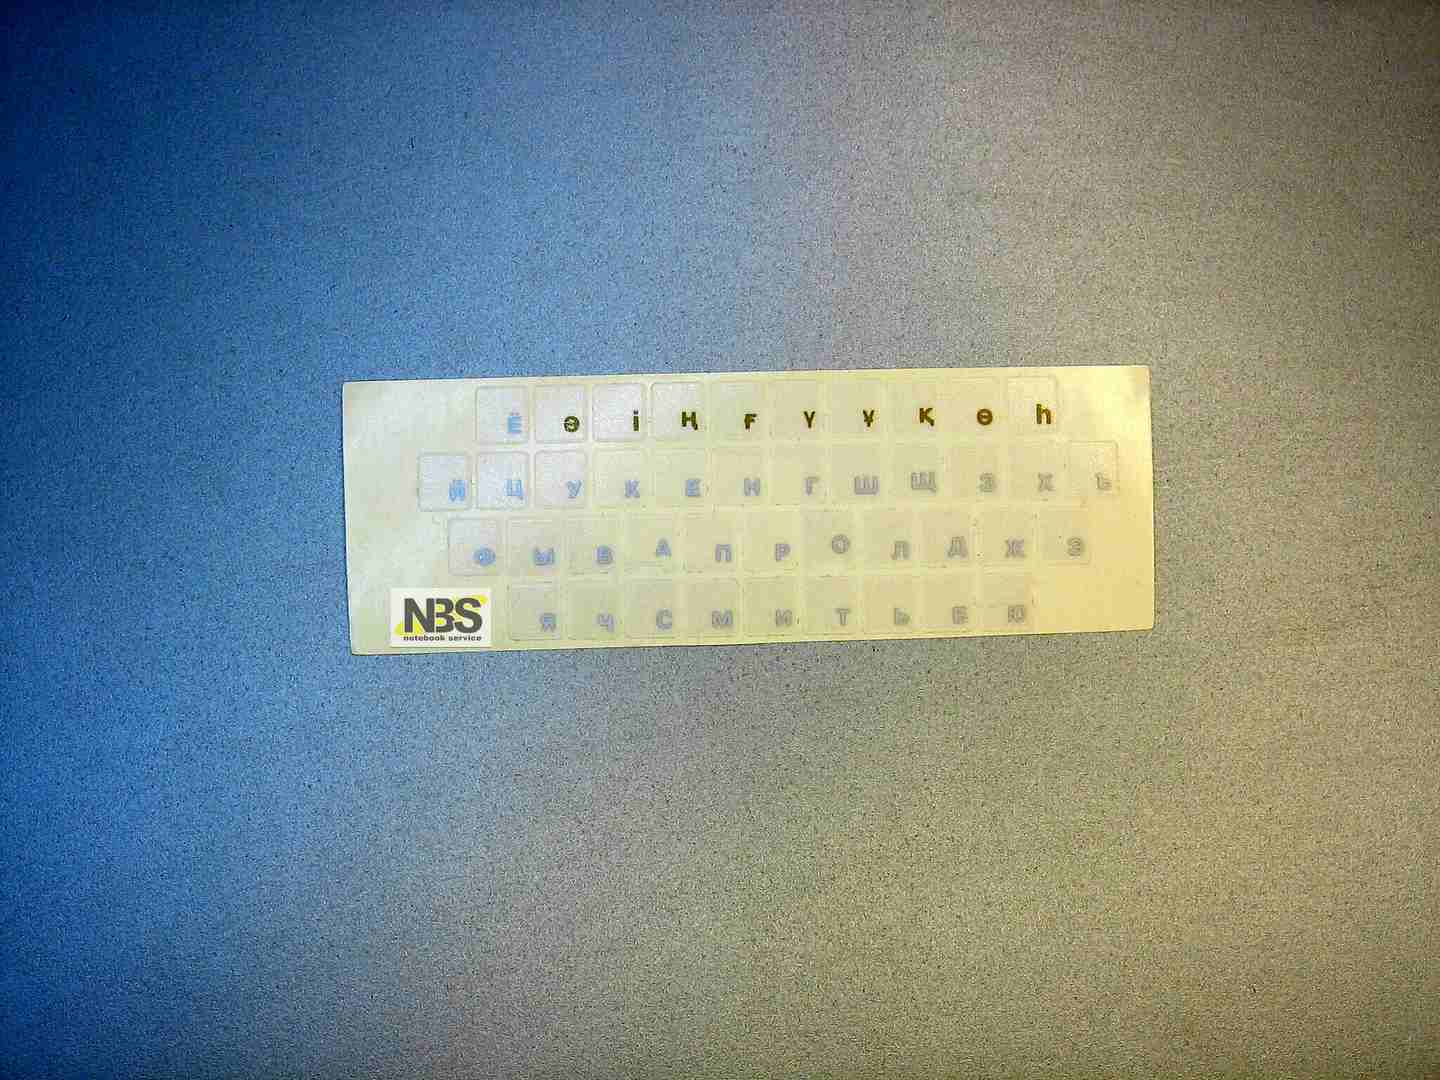 Ё Ә І Ң Ғ Ү Ұ Қ Ө Һ
Й Ц У К Е Н Г Ш Щ З Х Ъ
Ф Ы В А П Р О Л Д Ж Э
Я Ч С М И Т Ь Б Ю
NBS
notebook service